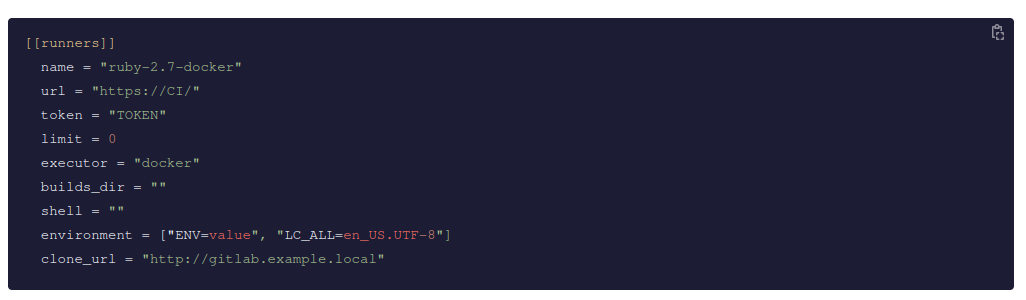 [[runners]]
  name = "ruby-2.7-docker"
  url = "https://CI/"
  token = "TOKEN"
  limit = 0
  executor = "docker"
  builds_dir = ""
  shell = ""
  environment = ["ENV=value", "LC_ALL=en_US.UTF-8"]
  clone_url = "http://gitlab.example.local"